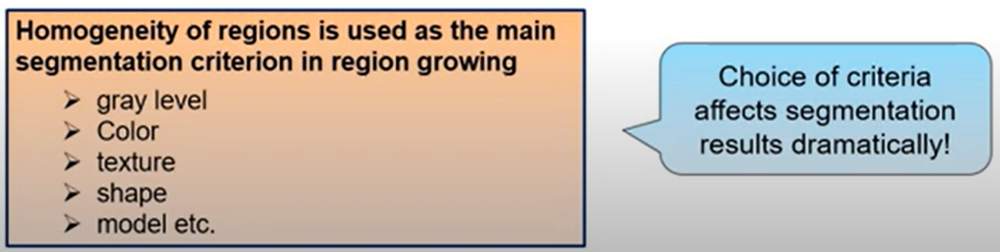 Homogeneity of regions is used as the main
segmentation criterion in region growing
➢ gray level
➢ Color
➢ texture
➢ shape
➢ model etc.
Choice of criteria
affects segmentation
results dramatically!